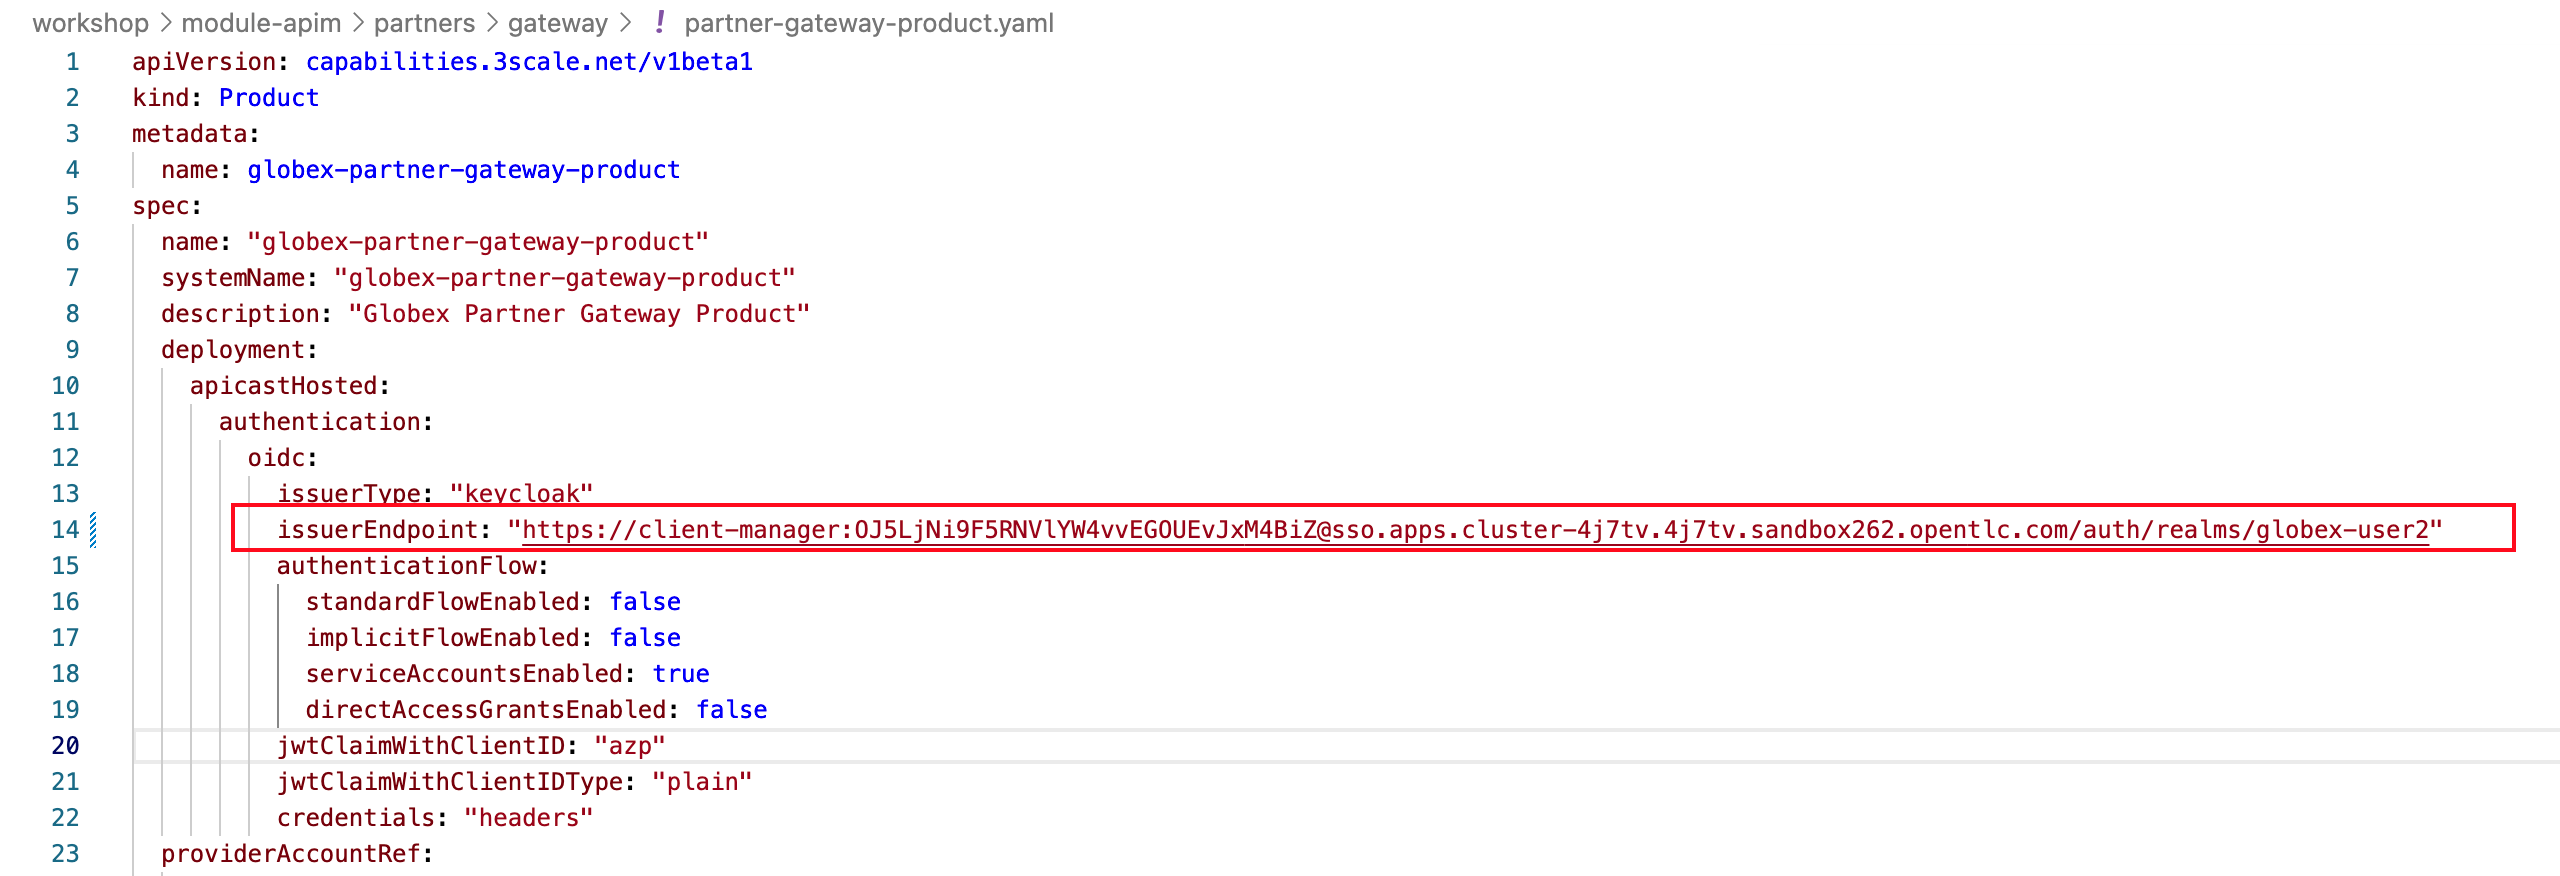 workshop > module-apim > partners > gateway > ! partner-gateway-product.yaml
1 apiVersion: capabilities.3scale.net/v1beta1
2 kind: Product
3 metadata:
4 name: globex-partner-gateway-product
5 spec:
6 name: "globex-partner-gateway-product"
7 systemName: "globex-partner-gateway-product"
8 description: "Globex Partner Gateway Product"
9 deployment:
10 apicastHosted:
11 authentication:
12 oidc:
13 issuerType: "keycloak"
14 issuerEndpoint: "https://client-manager:OJ5LjNi9F5RNVlYW4vvEGOUEvJxM4BiZ@sso.apps.cluster-4j7tv.4j7tv.sandbox262.opentlc.com/auth/realms/globex-user2"
15 authenticationFlow:
16 standardFlowEnabled: false
17 implicitFlowEnabled: false
18 serviceAccountsEnabled: true
19 directAccessGrantsEnabled: false
20 jwtClaimWithClientID: "azp"
21 jwtClaimWithClientIDType: "plain"
22 credentials: "headers"
23 providerAccountRef: